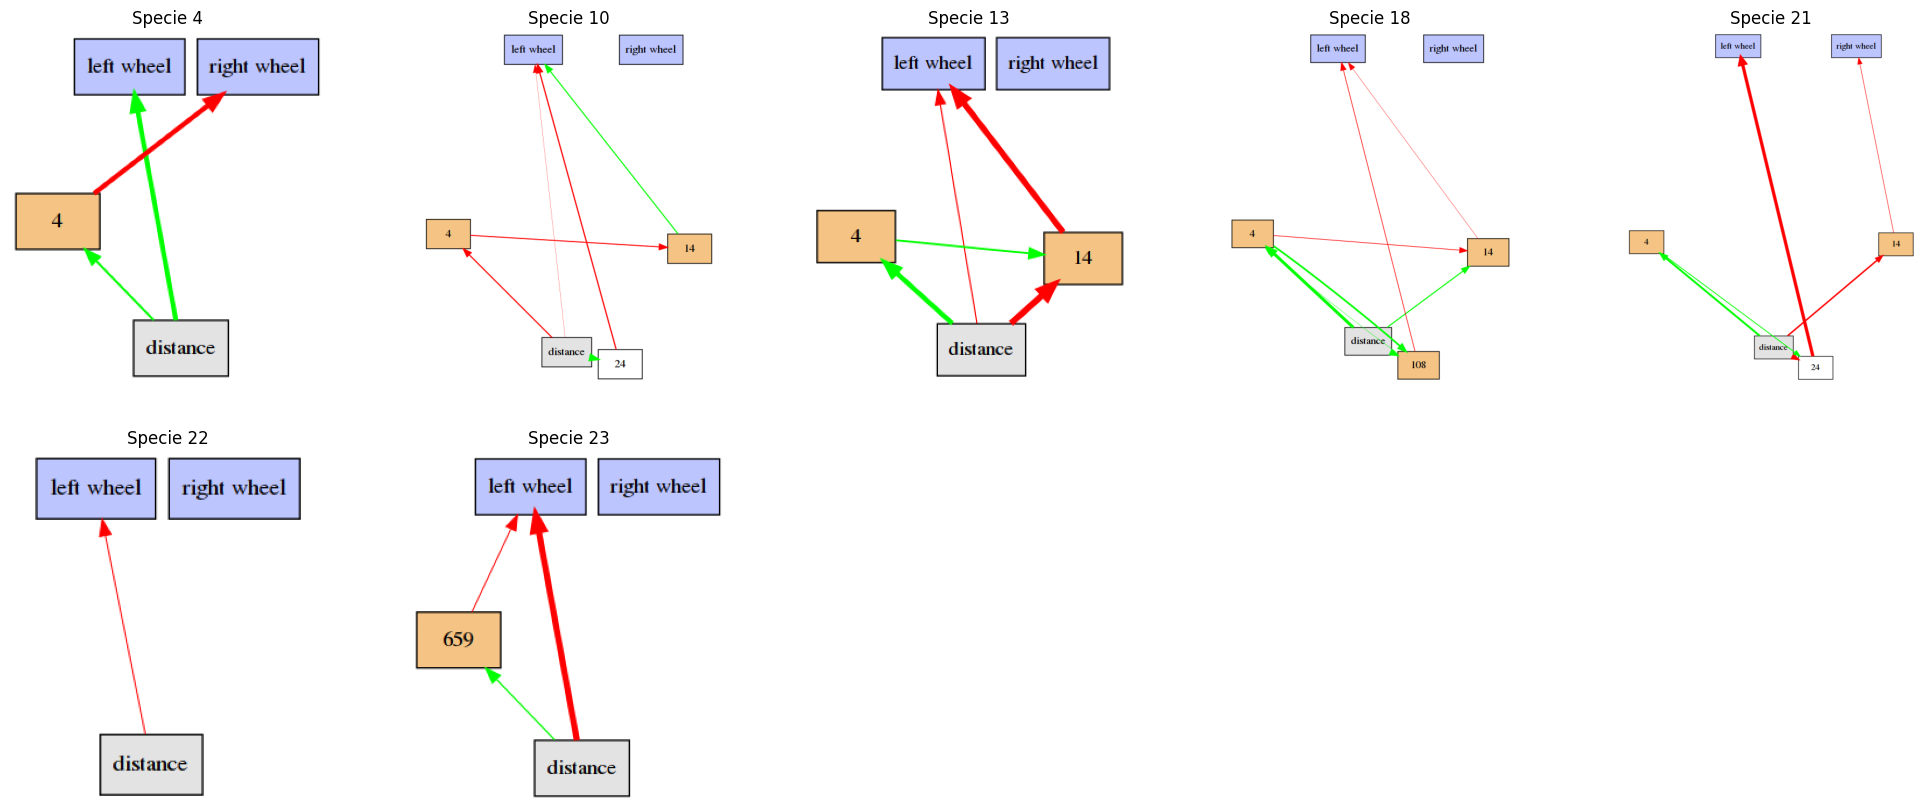 Specie 4
left wheel
right wheel
4
distance
Specie 10
left wheel
right wheel
4
14
distance
24
Specie 13
left wheel
right wheel
4
14
distance
Specie 18
left wheel
right wheel
4
14
distance
108
Specie 21
left wheel
right wheel
4
14
distance
24
Specie 22
left wheel
right wheel
distance
Specie 23
left wheel
right wheel
659
distance